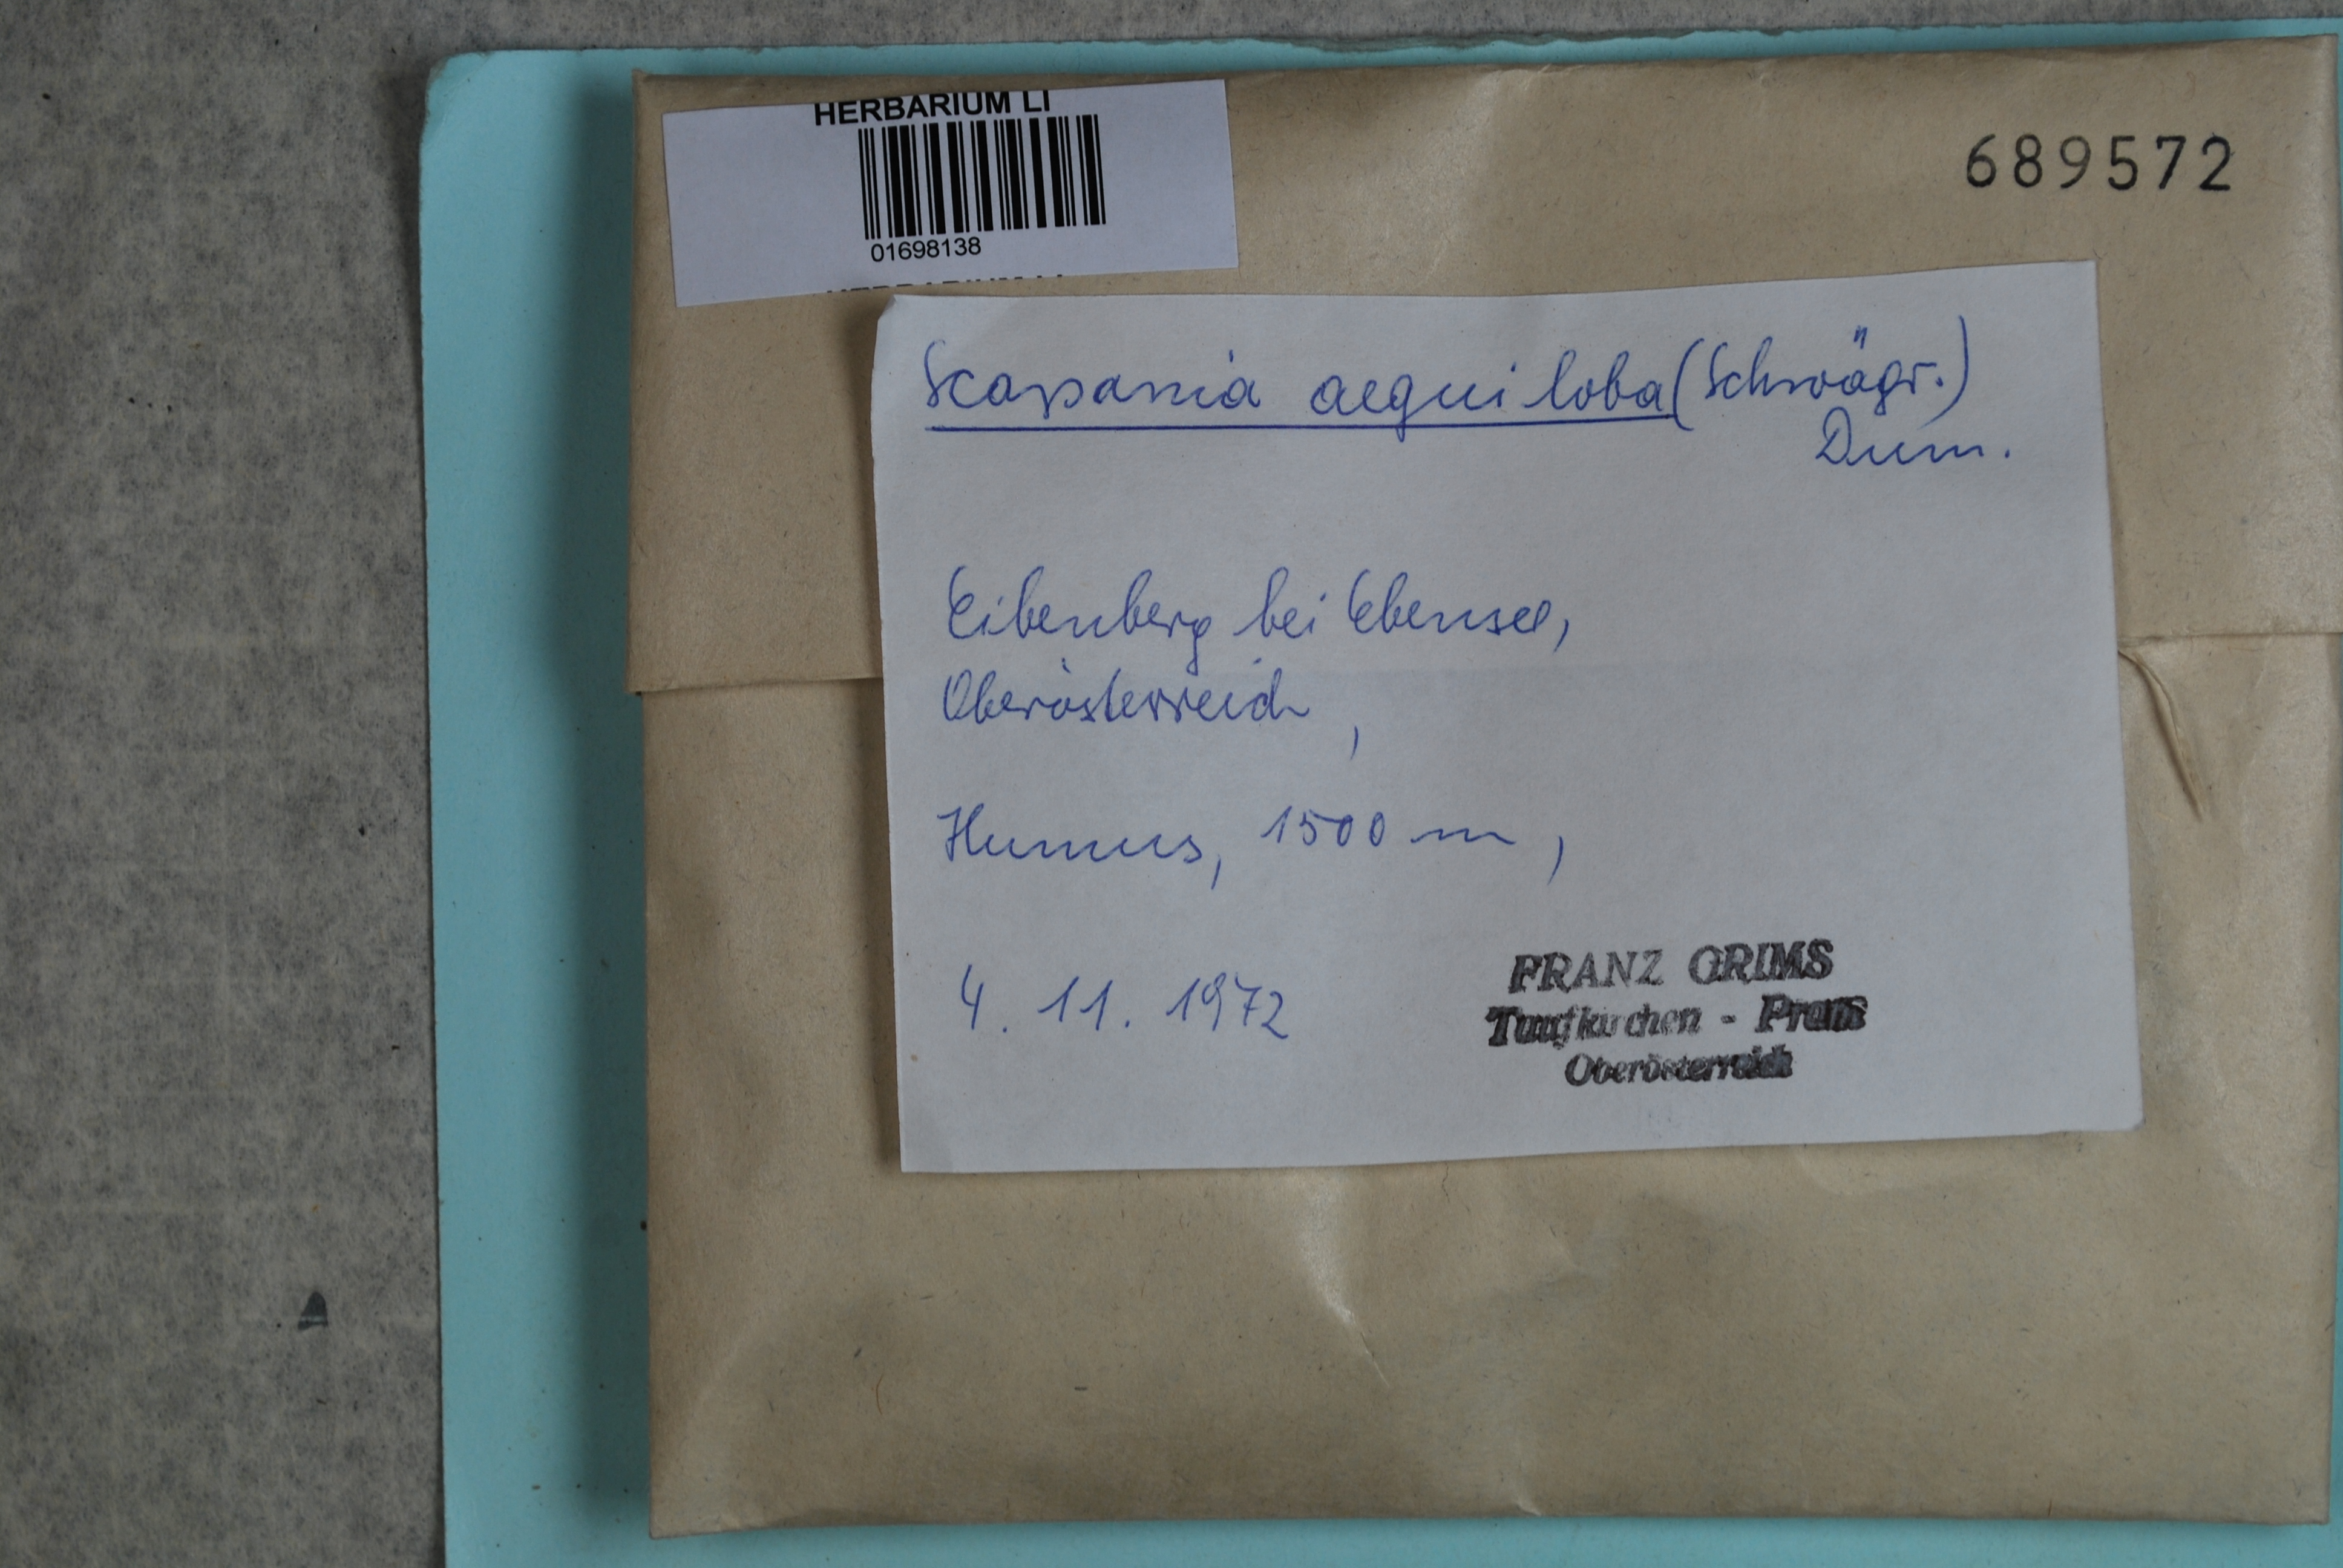 HERBARIUM LI
01698138
689572
Scapania aequiloba (Schwägr.)
Dum.
Eibenberg bei Ebensee,
Oberösterreich,
Humus, 1500 m,
4. 11. 1972
FRANZ GRIMS
Taufkirchen - Pram
Oberösterreich